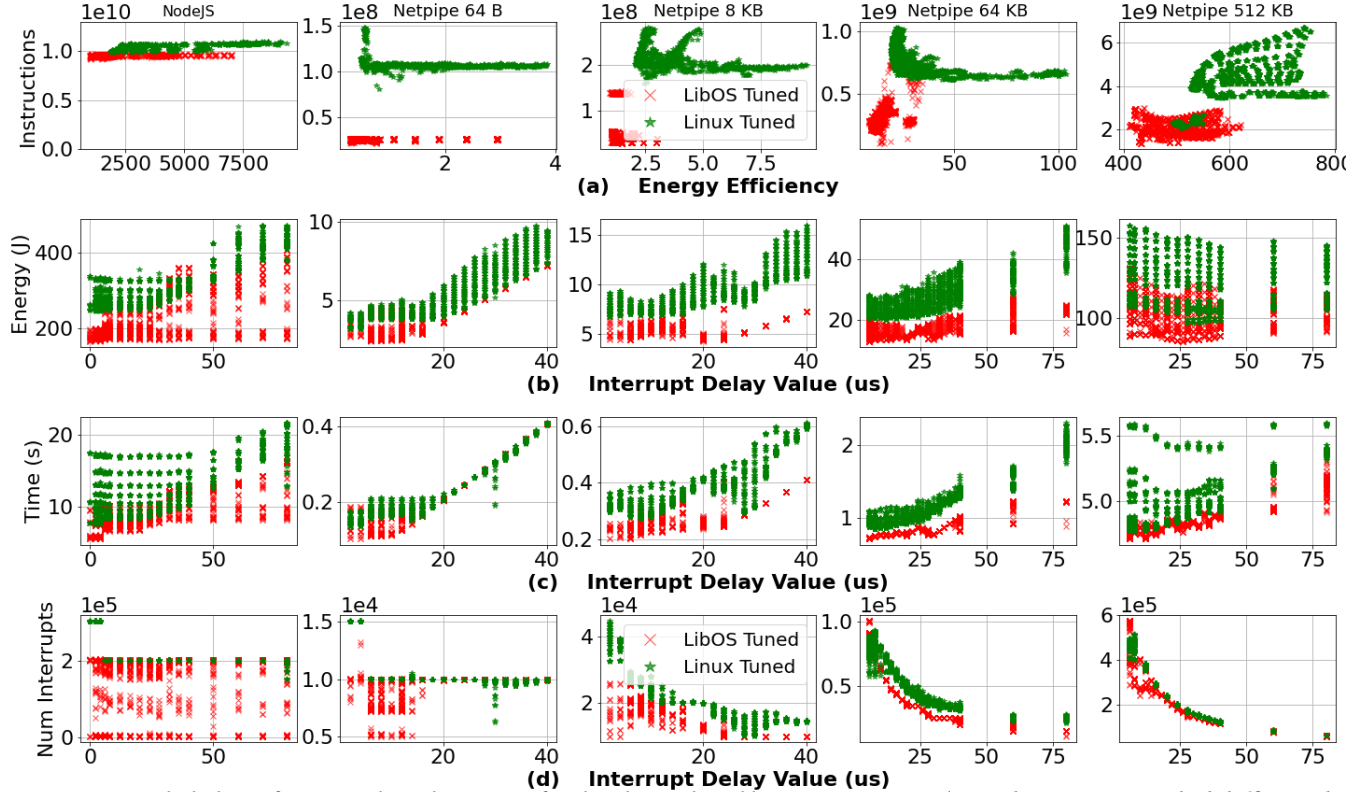 1e10 NodeJS
1e8 Netpipe 64 B
1e8 Netpipe 8 KB
1e9 Netpipe 64 KB
1e9 Netpipe 512 KB
Instructions
1.0
0.5
0.0
2500 5000 7500
1.5
1.0
0.5
0.0
2 4
2
1
2.5 5.0 7.5
LibOS Tuned
Linux Tuned
1.0
0.5
50 100
6
4
2
400 600 800
(a) Energy Efficiency
Energy (J)
400
200
0 50
10
5
20 40
15
10
5
20 40
40
20
25 50 75
150
100
25 50 75
(b) Interrupt Delay Value (us)
Time (s)
20
10
0 50
0.4
0.2
20 40
0.6
0.4
0.2
20 40
2
1
25 50 75
5.5
5.0
25 50 75
(c) Interrupt Delay Value (us)
Num Interrupts
1e5
2
0
0 50
1e4
1.5
1.0
0.5
20 40
1e4
4
2
20 40
LibOS Tuned
Linux Tuned
1e5
1.0
0.5
25 50 75
1e5
6
4
2
25 50 75
(d) Interrupt Delay Value (us)